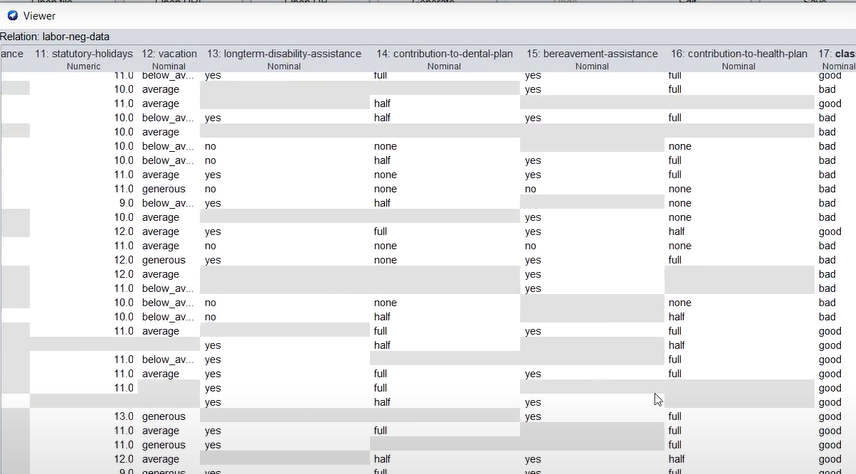 Viewer
Relation: labor-neg-data
ance 11: statutory-holidays 12: vacation 13: longterm-disability-assistance 14: contribution-to-dental-plan 15: bereavement-assistance 16: contribution-to-health-plan 17: clas
Numeric Nominal Nominal Nominal Nominal Nominal Nominal
11.0 below_av... yes full yes full good
10.0 average yes full bad
11.0 average half good
10.0 below_av... yes half yes full bad
10.0 average bad
10.0 below_av... no none none bad
10.0 below_av... no half yes full bad
11.0 average yes none yes full bad
11.0 generous no none no none bad
9.0 below_av... yes half none bad
10.0 average yes none bad
12.0 average yes full yes half good
11.0 average no none no none bad
12.0 generous yes none yes full bad
12.0 average yes bad
11.0 below_av... yes bad
10.0 below_av... no none none bad
10.0 below_av... no half half bad
11.0 average full yes full good
yes half half good
11.0 below_av... yes full good
11.0 average yes full yes full good
11.0 yes full good
yes half yes good
13.0 generous yes full good
11.0 average yes full full good
11.0 generous yes full good
12.0 average half yes half good
9.0 generous yes full yes full good